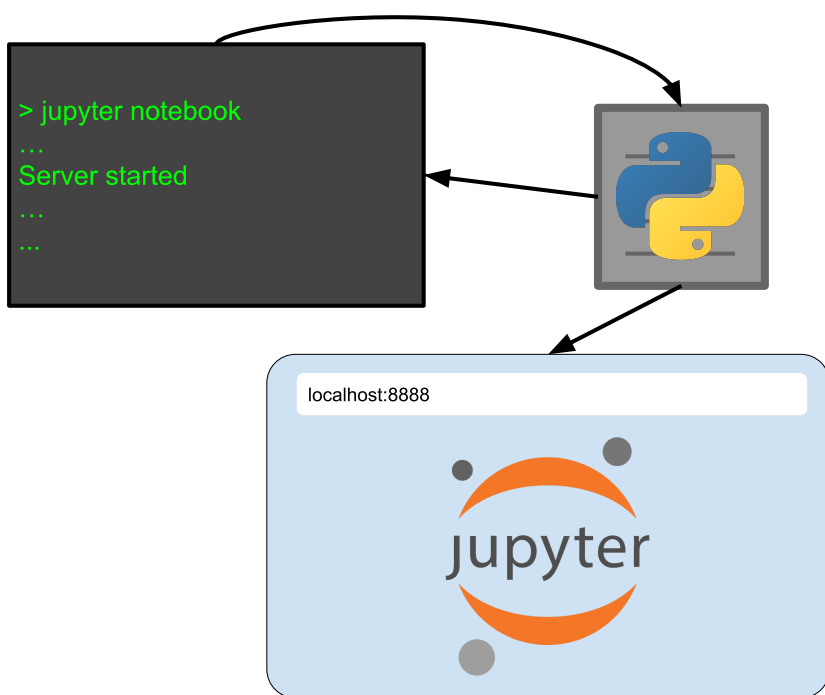 > jupyter notebook
…
Server started
…
...
localhost:8888
jupyter